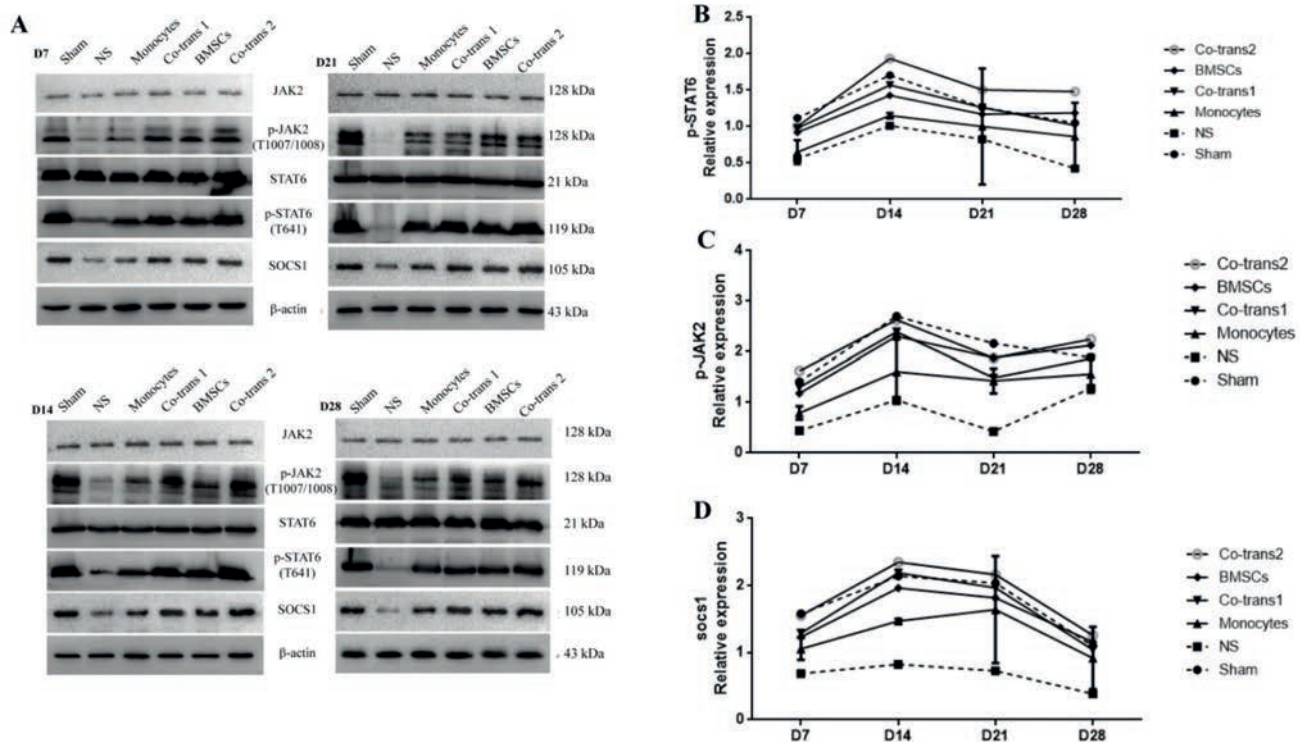 A
D7
Sham
NS
Monocytes
Co-trans 1
BMSCs
Co-trans 2
D21
Sham
NS
Monocytes
Co-trans 1
BMSCs
Co-trans 2
JAK2
128 kDa
p-JAK2
(T1007/1008)
128 kDa
STAT6
21 kDa
p-STAT6
(T641)
119 kDa
SOCS1
105 kDa
β-actin
43 kDa
D14
Sham
NS
Monocytes
Co-trans 1
BMSCs
Co-trans 2
D28
Sham
NS
Monocytes
Co-trans 1
BMSCs
Co-trans 2
JAK2
128 kDa
p-JAK2
(T1007/1008)
128 kDa
STAT6
21 kDa
p-STAT6
(T641)
119 kDa
SOCS1
105 kDa
β-actin
43 kDa
B
p-STAT6
Relative expression
2.5
2.0
1.5
1.0
0.5
0.0
D7 D14 D21 D28
Co-trans2
BMSCs
Co-trans1
Monocytes
NS
Sham
C
p-JAK2
Relative expression
4
3
2
1
0
D7 D14 D21 D28
Co-trans2
BMSCs
Co-trans1
Monocytes
NS
Sham
D
socs1
Relative expression
3
2
1
0
D7 D14 D21 D28
Co-trans2
BMSCs
Co-trans1
Monocytes
NS
Sham